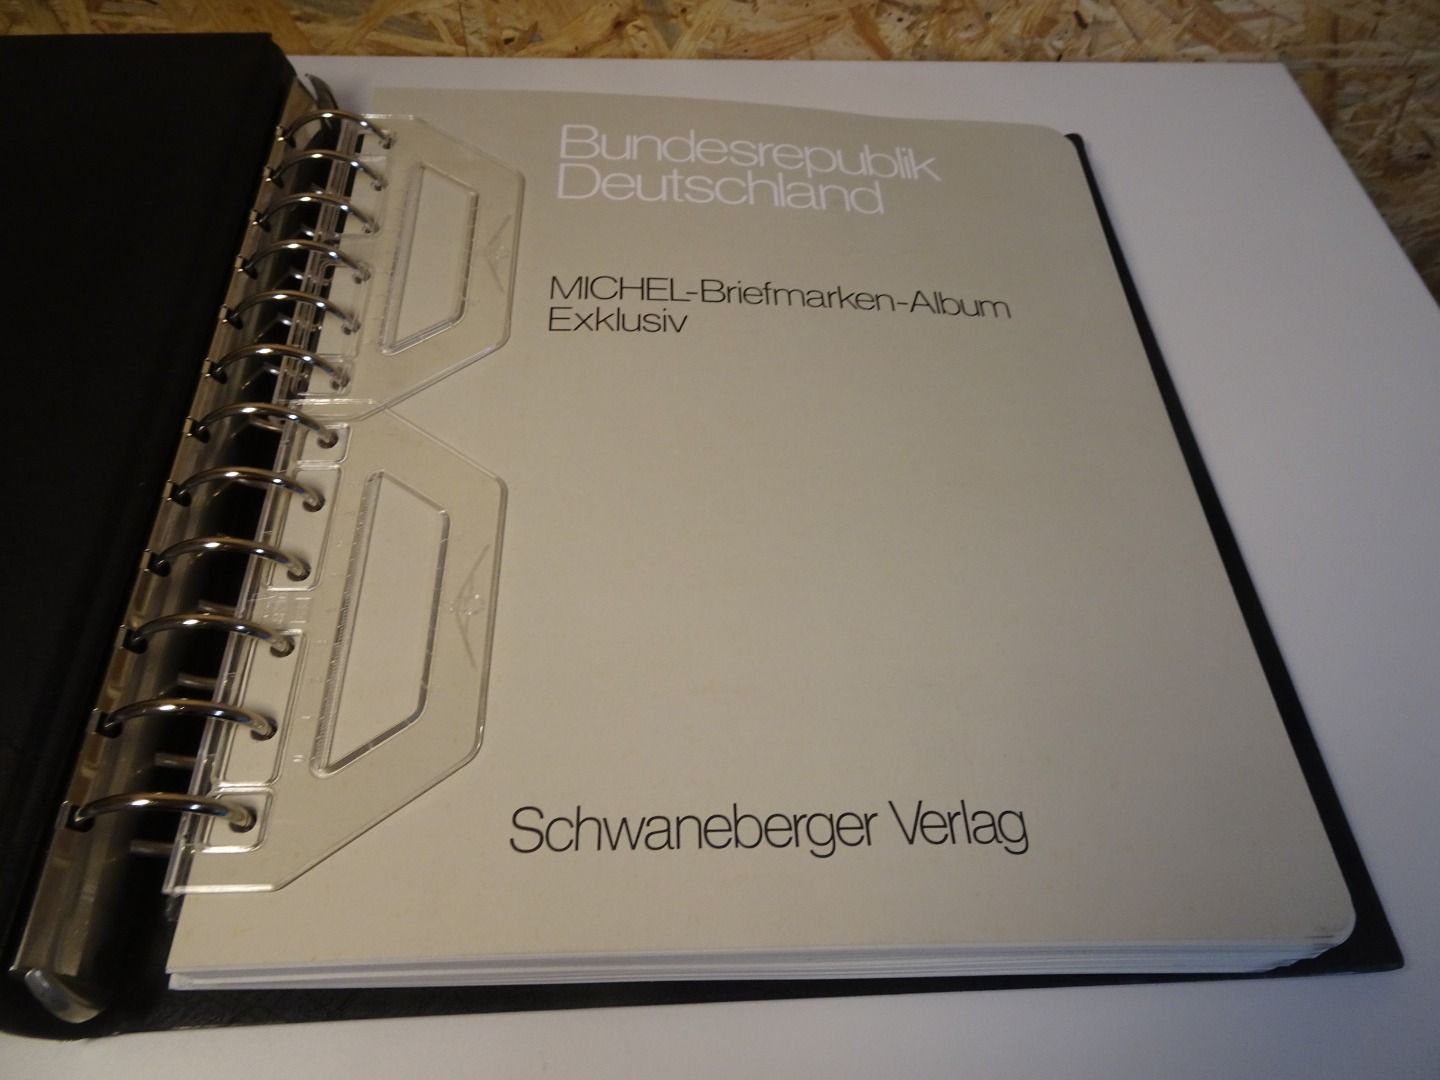 Bundesrepublik
Deutschland
MICHEL-Briefmarken-Album
Exklusiv
Schwaneberger Verlag